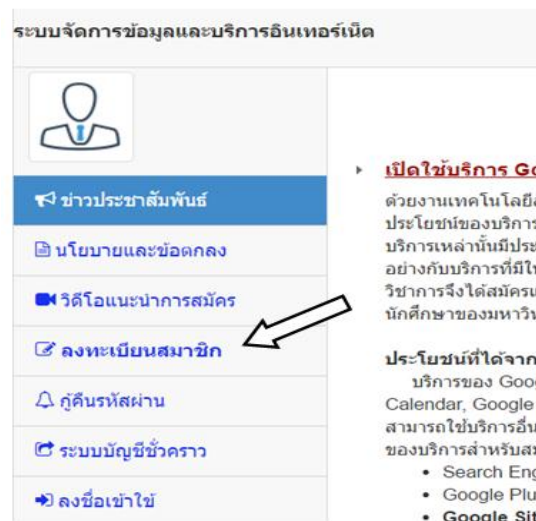 ระบบจัดการข้อมูลและบริการอินเทอร์เน็ต
ข่าวประชาสัมพันธ์
นโยบายและข้อตกลง
วิดีโอแนะนำการสมัคร
ลงทะเบียนสมาชิก
กู้คืนรหัสผ่าน
ระบบบัญชีชั่วคราว
ลงชื่อเข้าใช้
เปิดใช้บริการ Go
ด้วยงานเทคโนโลยี
ประโยชน์ของบริการ
บริการเหล่านั้นมีประ
อย่างกับบริการที่มีใ
วิชาการจึงได้สมัคร
นักศึกษาของมหาวิ
ประโยชน์ที่ได้จาก
บริการของ Goo
Calendar, Google
สามารถใช้บริการอื่น
ของบริการสำหรับส
• Search Eng
• Google Plu
• Google Sit